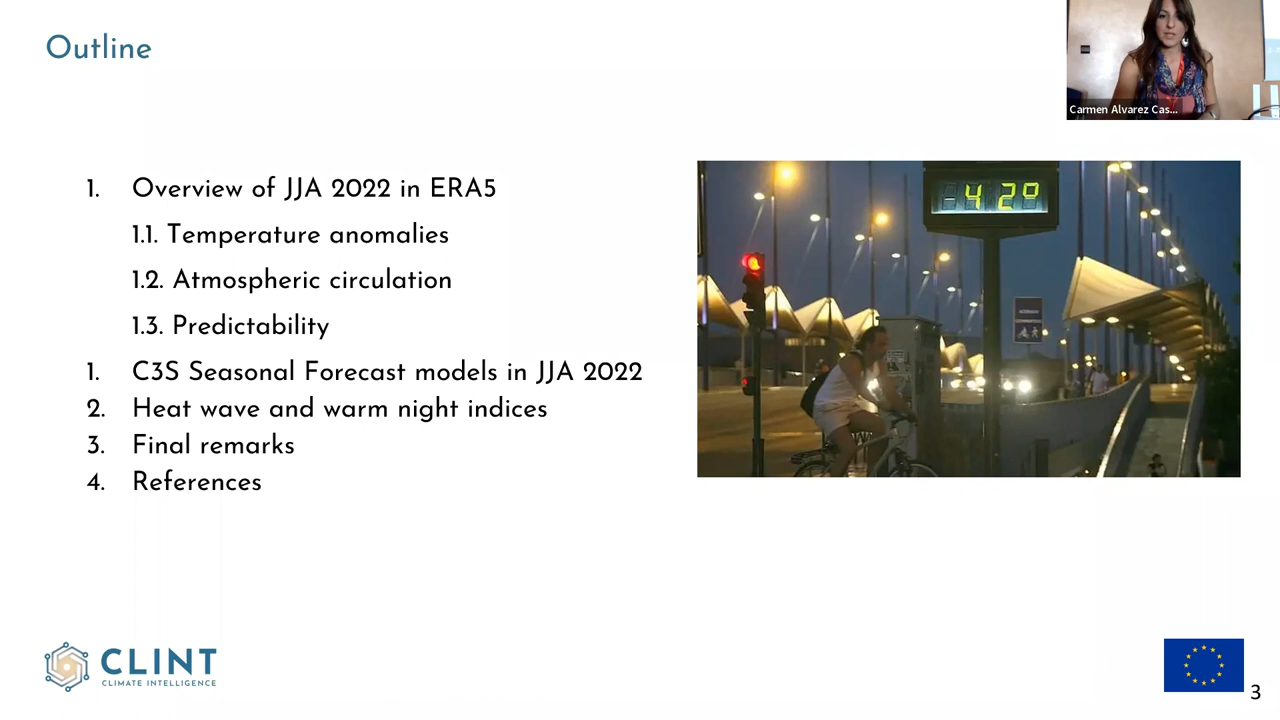 Outline
Carmen Alvarez Cas...
1. Overview of JJA 2022 in ERA5
1.1. Temperature anomalies
1.2. Atmospheric circulation
1.3. Predictability
1. C3S Seasonal Forecast models in JJA 2022
2. Heat wave and warm night indices
3. Final remarks
4. References
42º
CLINT
CLIMATE INTELLIGENCE
3